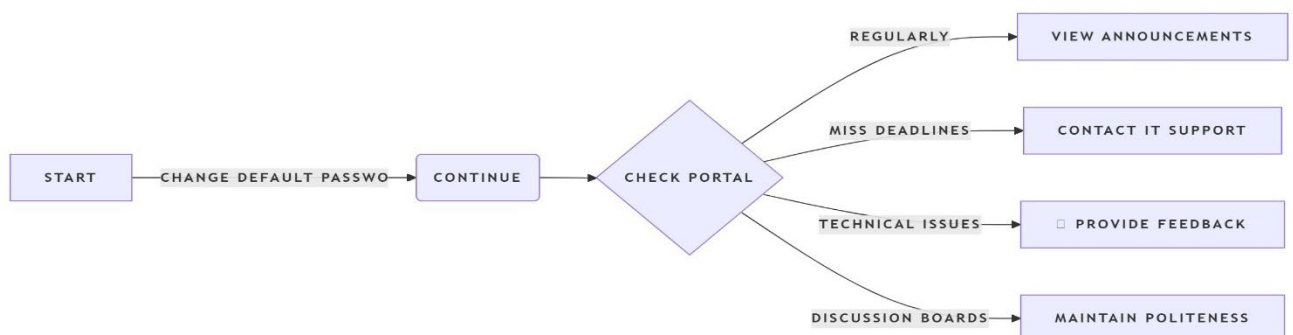 START
CHANGE DEFAULT PASSWO
CONTINUE
CHECK PORTAL
REGULARLY
VIEW ANNOUNCEMENTS
MISS DEADLINES
CONTACT IT SUPPORT
TECHNICAL ISSUES
PROVIDE FEEDBACK
DISCUSSION BOARDS
MAINTAIN POLITENESS